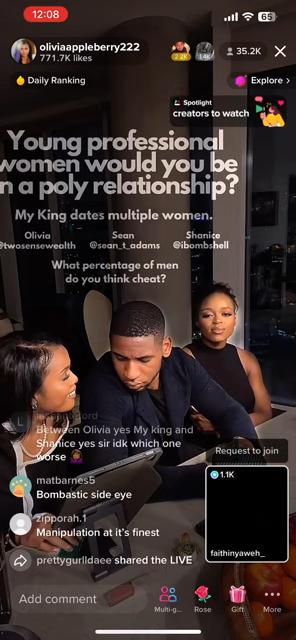 12:08
65
oliviaappleberry222
771.7K likes
2.2K
1.4K
35.2K
Daily Ranking
Explore >
Spotlight
creators to watch
Young professional
women would you be
n a poly relationship?
My King dates multiple women.
Olivia Sean Shanice
@twosensewealth @sean_t_adams @ibombshell
What percentage of men
do you think cheat?
L
Between Olivia yes My king and
Shanice yes sir idk which one
worse
matbarnes5
Bombastic side eye
zipporah.1
Manipulation at it's finest
prettygurlldaee shared the LIVE
Request to join
1.1K
faithinyaweh_
Add comment
Multi-g...
Rose
Gift
More